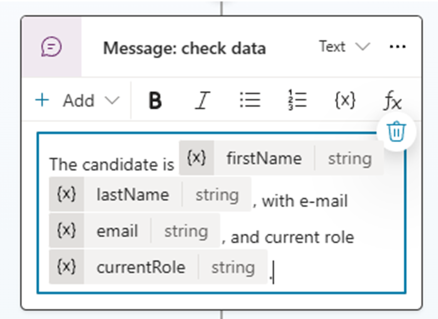 Message: check data Text ...
+ Add B I {x} fx
The candidate is {x} firstName string
{x} lastName string , with e-mail
{x} email string , and current role
{x} currentRole string .